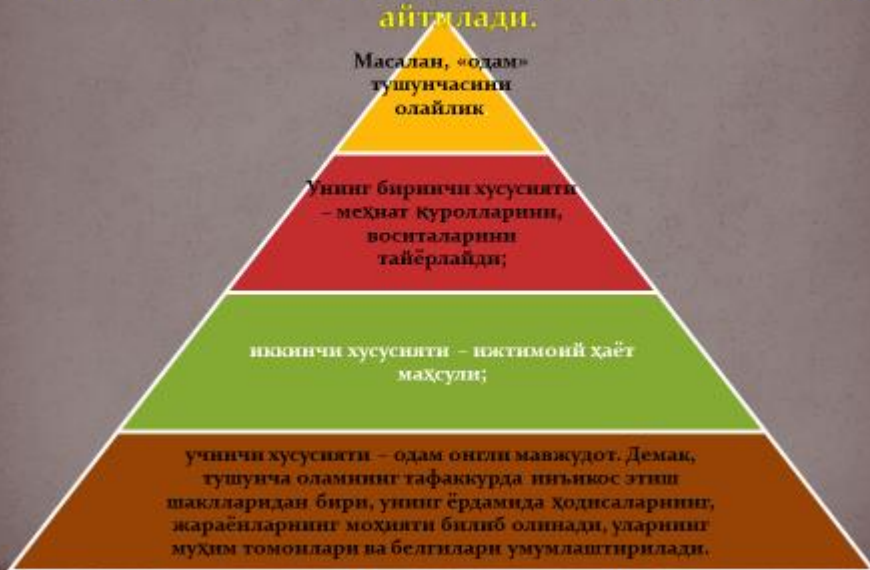 айтилади.
Масалан, «одам»
тушунчасини
олайлик
Унинг биринчи хусусияти
– меҳнат қуролларини,
воситаларини
тайёрлайди;
иккинчи хусусияти – ижтимоий ҳаёт
маҳсули;
учинчи хусусияти – одам онгли мавжудот. Демак,
тушунча оламнинг тафаккурда инъикос этиш
шаклларидан бири, унинг ёрдамида ҳодисаларнинг,
жараёнларнинг моҳияти билиб олинади, уларнинг
муҳим томонлари ва белгилари умумлаштирилади.